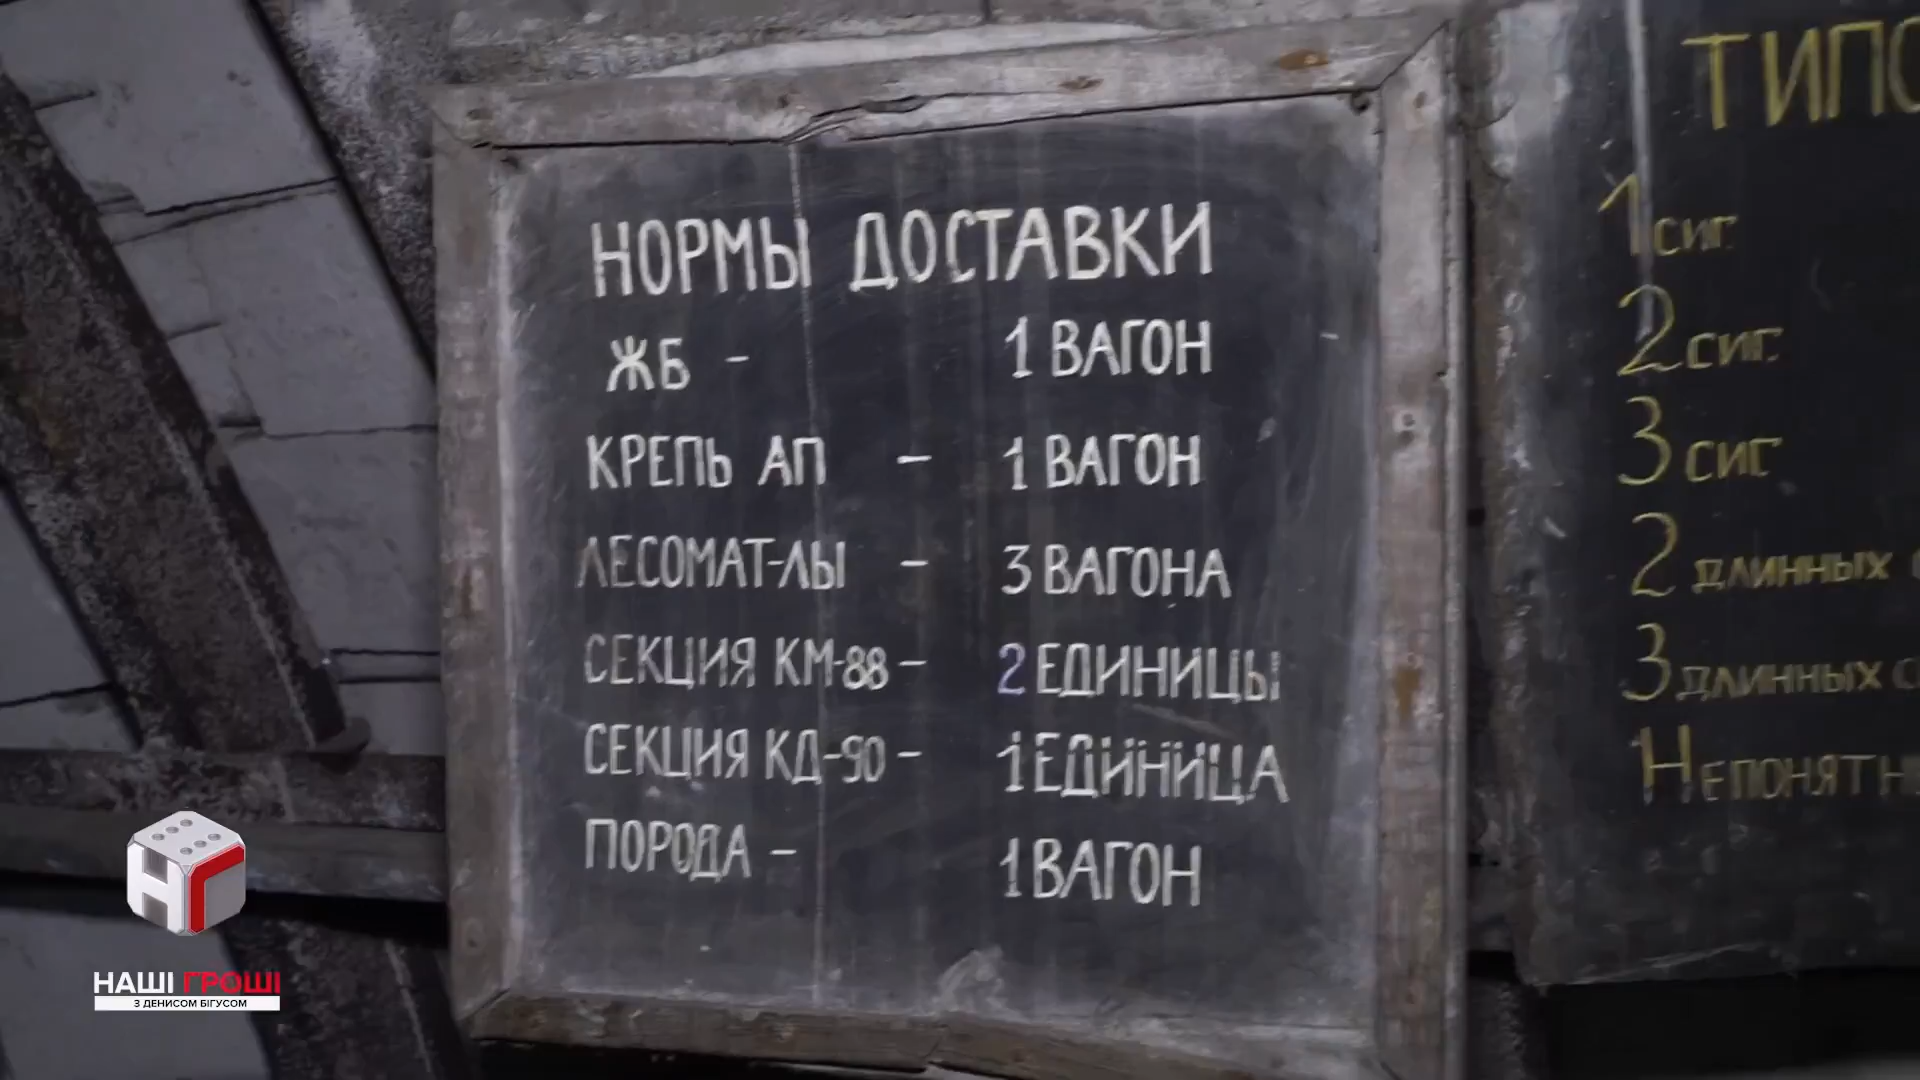 НОРМЫ ДОСТАВКИ
ЖБ - 1 ВАГОН
КРЕПЬ АП - 1 ВАГОН
ЛЕСОМАТ-ЛЫ - 3 ВАГОНА
СЕКЦИЯ КМ-88 - 2 ЕДИНИЦЫ
СЕКЦИЯ КД-90 - 1 ЕДИНИЦА
ПОРОДА - 1 ВАГОН
1 сиг.
2 сиг.
3 сиг
2 длинных
3 длинных
НГ
НАШІ ГРОШІ
З ДЕНИСОМ БІГУСОМ